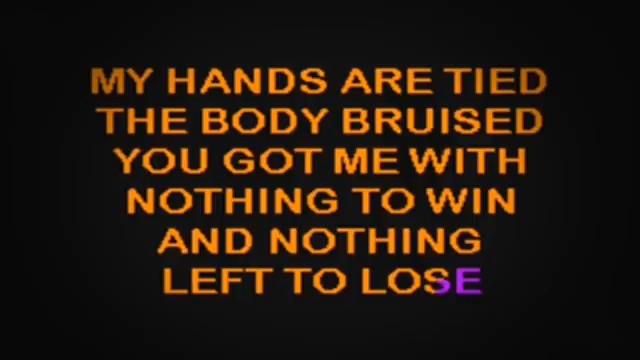 MY HANDS ARE TIED
THE BODY BRUISED
YOU GOT ME WITH
NOTHING TO WIN
AND NOTHING
LEFT TO LOSE